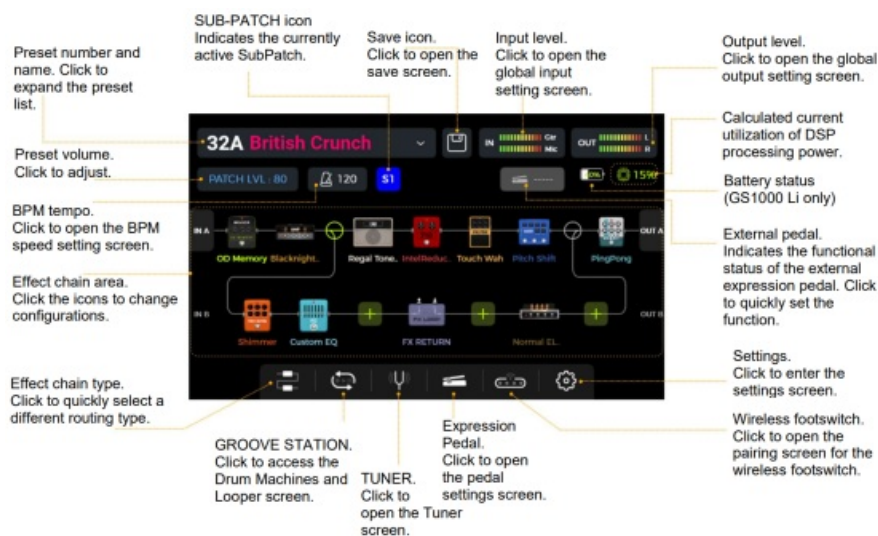 SUB-PATCH icon
Indicates the currently
active SubPatch.
Save icon.
Click to open the
save screen.
Input level.
Click to open the
global input
setting screen.
Output level.
Click to open the global
output setting screen.
Preset number and
name. Click to
expand the preset
list.
Calculated current
utilization of DSP
processing power.
Preset volume.
Click to adjust.
Battery status
(GS1000 Li only)
BPM tempo.
Click to open the BPM
speed setting screen.
External pedal.
Indicates the functional
status of the external
expression pedal. Click
to quickly set the
function.
Effect chain area.
Click the icons to change
configurations.
Effect chain type.
Click to quickly select a
different routing type.
Settings.
Click to enter the
settings screen.
Wireless footswitch.
Click to open the
pairing screen for the
wireless footswitch.
GROOVE STATION.
Click to access the
Drum Machines and
Looper screen.
TUNER.
Click to
open the Tuner
screen.
Expression
Pedal.
Click to open
the pedal
settings screen.
32A British Crunch
IN Gtr Mic OUT L R
PATCH LVL : 80 120 S1 ----- 0% 15%
IN A OUT A
OD Memory Blacknight.. Regal Tone.. IntelReduc.. Touch Wah Pitch Shift PingPong
IN B FX LOOP OUT B
Shimmer Custom EQ + FX RETURN + Normal EL.. +